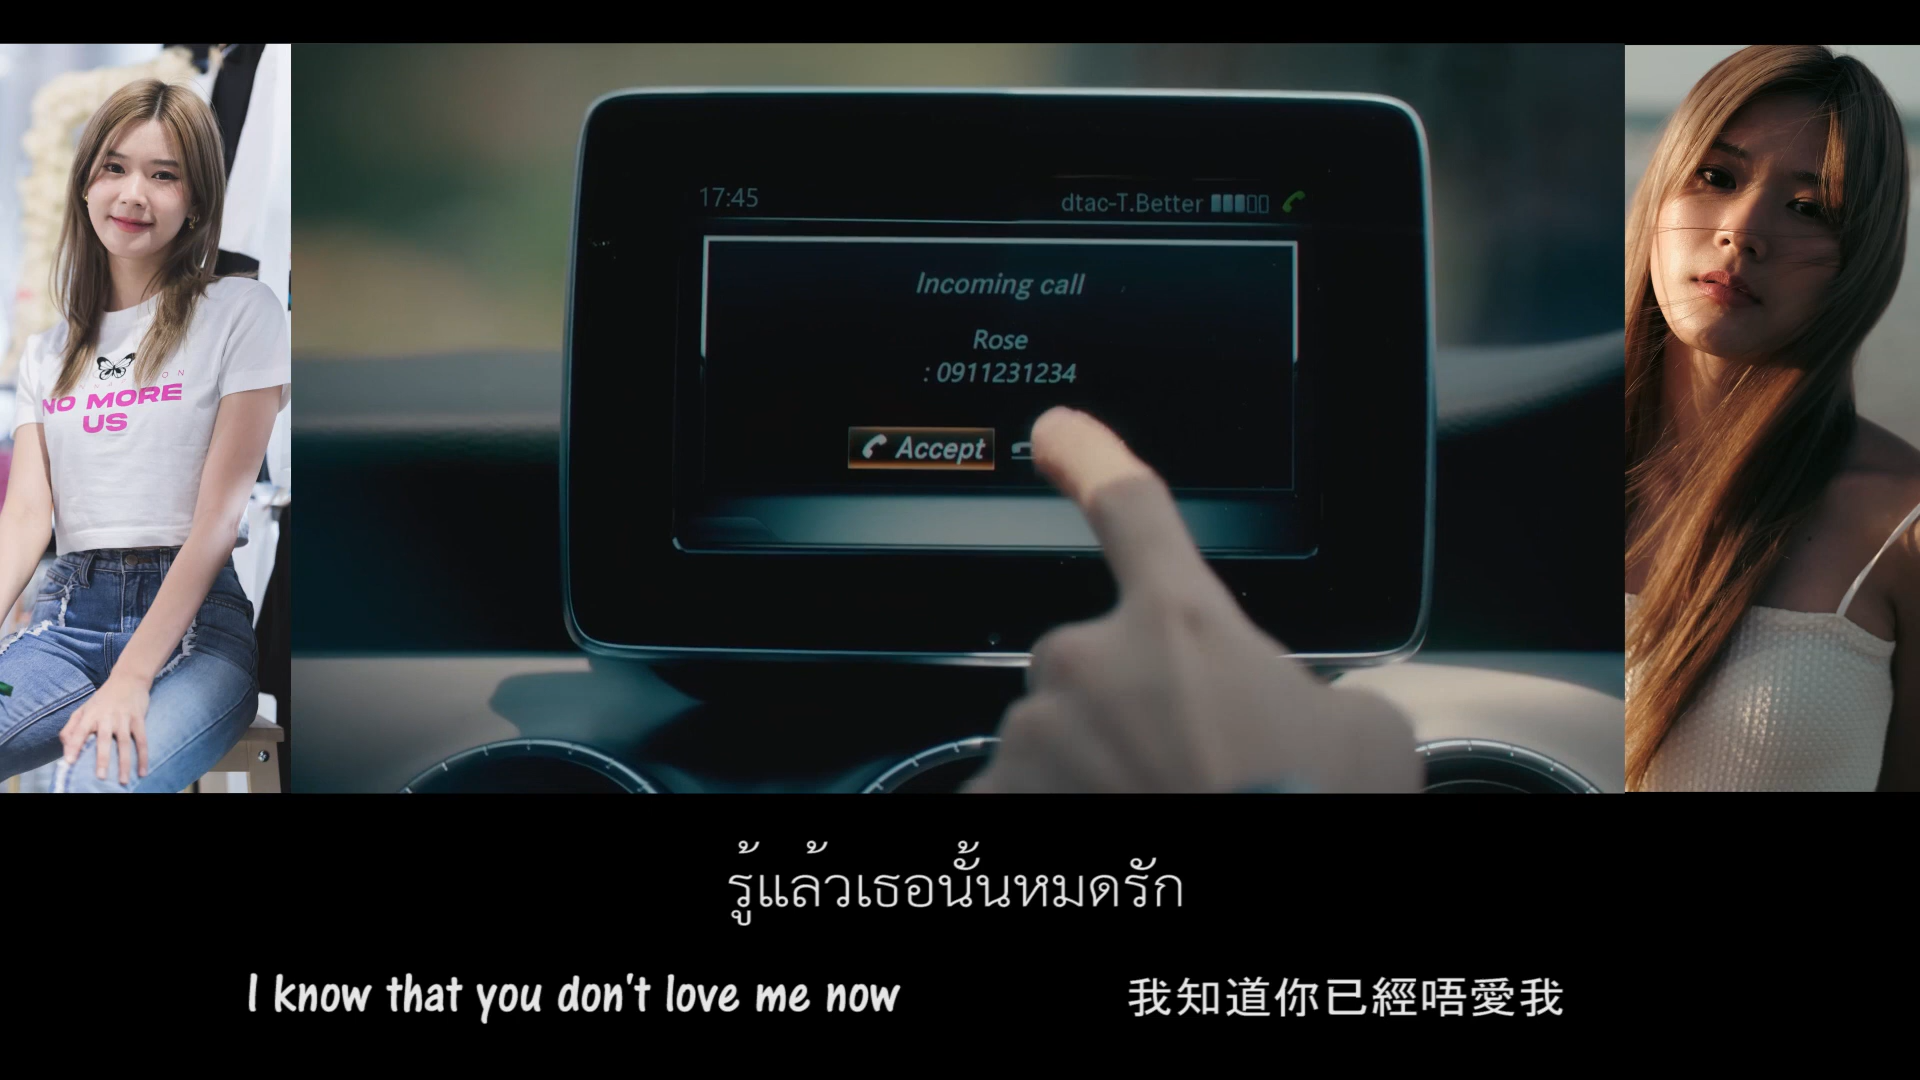 NO MORE
US
17:45
dtac-T.Better
Incoming call
Rose
: 0911231234
Accept
รู้แล้วเธอนั้นหมดรัก
I know that you don't love me now
我知道你已經唔愛我